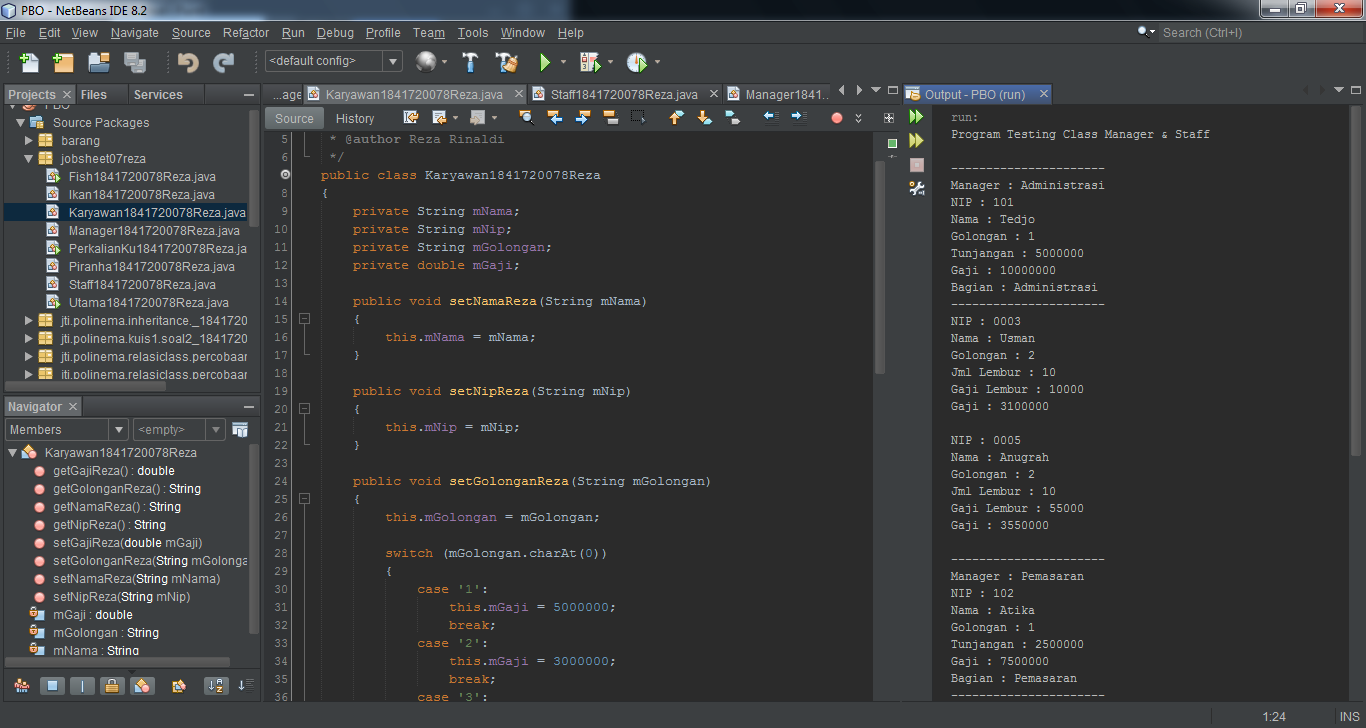 PBO - NetBeans IDE 8.2
File Edit View Navigate Source Refactor Run Debug Profile Team Tools Window Help
Search (Ctrl+I)
<default config>
Projects Files Services
PBO
Source Packages
barang
jobsheet07reza
Fish1841720078Reza.java
Ikan1841720078Reza.java
Karyawan1841720078Reza.java
Manager1841720078Reza.java
PerkalianKu1841720078Reza.ja
Piranha1841720078Reza.java
Staff1841720078Reza.java
Utama1841720078Reza.java
jti.polinema.inheritance._1841720
jti.polinema.kuis1.soal2_1841720
jti.polinema.relasiclass.percobaar
jti.polinema.relasiclass.percobaar
Navigator
Members
<empty>
Karyawan1841720078Reza
getGajiReza() : double
getGolonganReza() : String
getNamaReza() : String
getNipReza() : String
setGajiReza(double mGaji)
setGolonganReza(String mGolonga
setNamaReza(String mNama)
setNipReza(String mNip)
mGaji : double
mGolongan : String
mNama : String
...age Karyawan1841720078Reza.java Staff1841720078Reza.java Manager1841...
Source History
5 * @author Reza Rinaldi
6 */
public class Karyawan1841720078Reza
8 {
9 private String mNama;
10 private String mNip;
11 private String mGolongan;
12 private double mGaji;
13
14 public void setNamaReza(String mNama)
15 {
16 this.mNama = mNama;
17 }
18
19 public void setNipReza(String mNip)
20 {
21 this.mNip = mNip;
22 }
23
24 public void setGolonganReza(String mGolongan)
25 {
26 this.mGolongan = mGolongan;
27
28 switch (mGolongan.charAt(0))
29 {
30 case '1':
31 this.mGaji = 5000000;
32 break;
33 case '2':
34 this.mGaji = 3000000;
35 break;
36 case '3':
Output - PBO (run)
run:
Program Testing Class Manager & Staff
----------------------
Manager : Administrasi
NIP : 101
Nama : Tedjo
Golongan : 1
Tunjangan : 5000000
Gaji : 10000000
Bagian : Administrasi
----------------------
NIP : 0003
Nama : Usman
Golongan : 2
Jml Lembur : 10
Gaji Lembur : 10000
Gaji : 3100000
NIP : 0005
Nama : Anugrah
Golongan : 2
Jml Lembur : 10
Gaji Lembur : 55000
Gaji : 3550000
----------------------
Manager : Pemasaran
NIP : 102
Nama : Atika
Golongan : 1
Tunjangan : 2500000
Gaji : 7500000
Bagian : Pemasaran
----------------------
1:24 INS